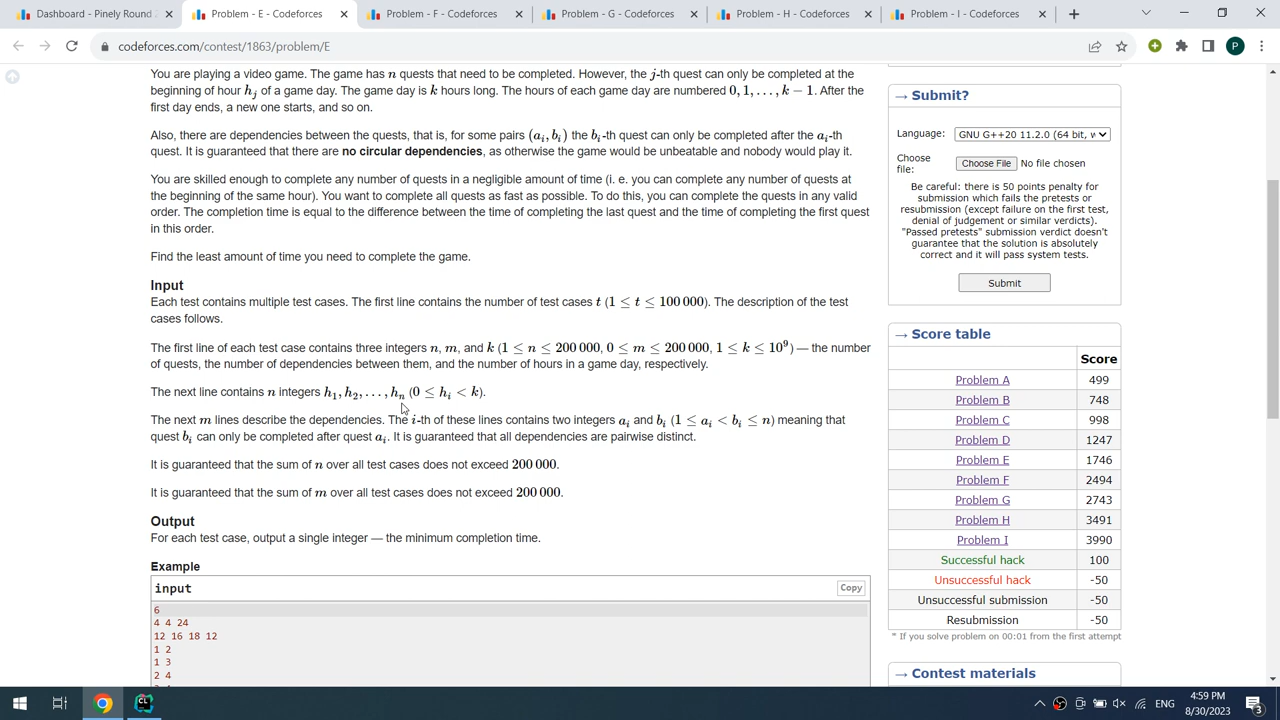 Dashboard - Pinely Round 2
Problem - E - Codeforces
Problem - F - Codeforces
Problem - G - Codeforces
Problem - H - Codeforces
Problem - I - Codeforces
codeforces.com/contest/1863/problem/E
P
You are playing a video game. The game has n quests that need to be completed. However, the j-th quest can only be completed at the
beginning of hour h_j of a game day. The game day is k hours long. The hours of each game day are numbered 0, 1, . . . , k − 1. After the
first day ends, a new one starts, and so on.
Also, there are dependencies between the quests, that is, for some pairs (a_i, b_i) the b_i-th quest can only be completed after the a_i-th
quest. It is guaranteed that there are no circular dependencies, as otherwise the game would be unbeatable and nobody would play it.
You are skilled enough to complete any number of quests in a negligible amount of time (i. e. you can complete any number of quests at
the beginning of the same hour). You want to complete all quests as fast as possible. To do this, you can complete the quests in any valid
order. The completion time is equal to the difference between the time of completing the last quest and the time of completing the first quest
in this order.
Find the least amount of time you need to complete the game.
Input
Each test contains multiple test cases. The first line contains the number of test cases t (1 ≤ t ≤ 100 000). The description of the test
cases follows.
The first line of each test case contains three integers n, m, and k (1 ≤ n ≤ 200 000, 0 ≤ m ≤ 200 000, 1 ≤ k ≤ 10^9) — the number
of quests, the number of dependencies between them, and the number of hours in a game day, respectively.
The next line contains n integers h_1, h_2, . . . , h_n (0 ≤ h_i < k).
The next m lines describe the dependencies. The i-th of these lines contains two integers a_i and b_i (1 ≤ a_i < b_i ≤ n) meaning that
quest b_i can only be completed after quest a_i. It is guaranteed that all dependencies are pairwise distinct.
It is guaranteed that the sum of n over all test cases does not exceed 200 000.
It is guaranteed that the sum of m over all test cases does not exceed 200 000.
Output
For each test case, output a single integer — the minimum completion time.
Example
input
Copy
6
4 4 24
12 16 18 12
1 2
1 3
2 4
→ Submit?
Language:
GNU G++20 11.2.0 (64 bit, w
Choose
file:
Choose File No file chosen
Be careful: there is 50 points penalty for
submission which fails the pretests or
resubmission (except failure on the first test,
denial of judgement or similar verdicts).
"Passed pretests" submission verdict doesn't
guarantee that the solution is absolutely
correct and it will pass system tests.
Submit
→ Score table
Score
Problem A 499
Problem B 748
Problem C 998
Problem D 1247
Problem E 1746
Problem F 2494
Problem G 2743
Problem H 3491
Problem I 3990
Successful hack 100
Unsuccessful hack -50
Unsuccessful submission -50
Resubmission -50
* If you solve problem on 00:01 from the first attempt
→ Contest materials
CL
ENG
4:59 PM
8/30/2023
3